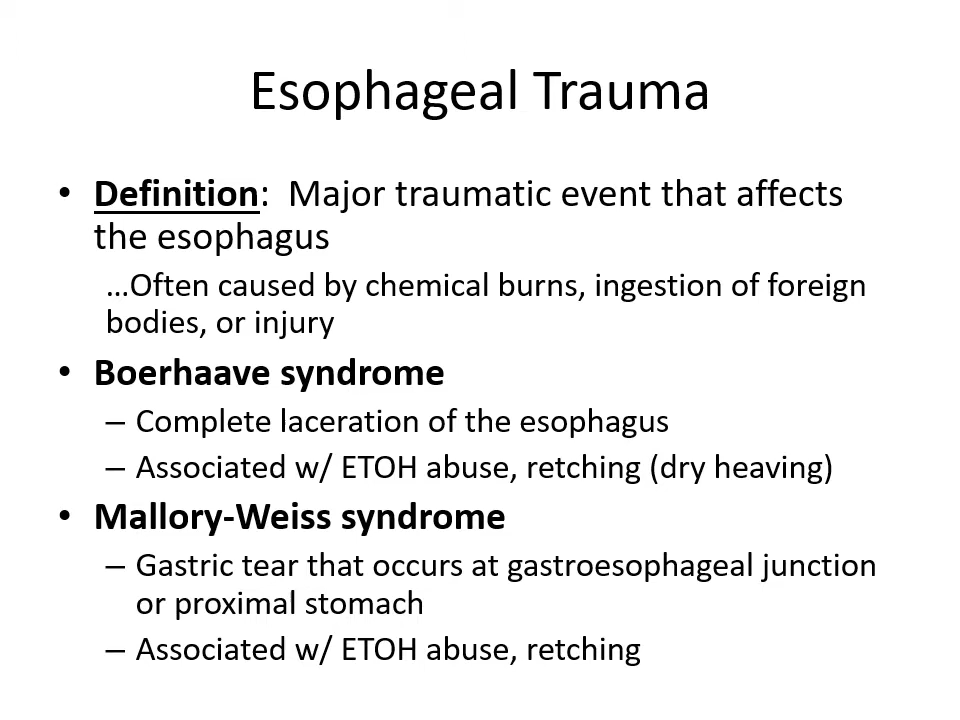 Esophageal Trauma
• Definition:  Major traumatic event that affects
the esophagus
…Often caused by chemical burns, ingestion of foreign
bodies, or injury
• Boerhaave syndrome
– Complete laceration of the esophagus
– Associated w/ ETOH abuse, retching (dry heaving)
• Mallory-Weiss syndrome
– Gastric tear that occurs at gastroesophageal junction
or proximal stomach
– Associated w/ ETOH abuse, retching